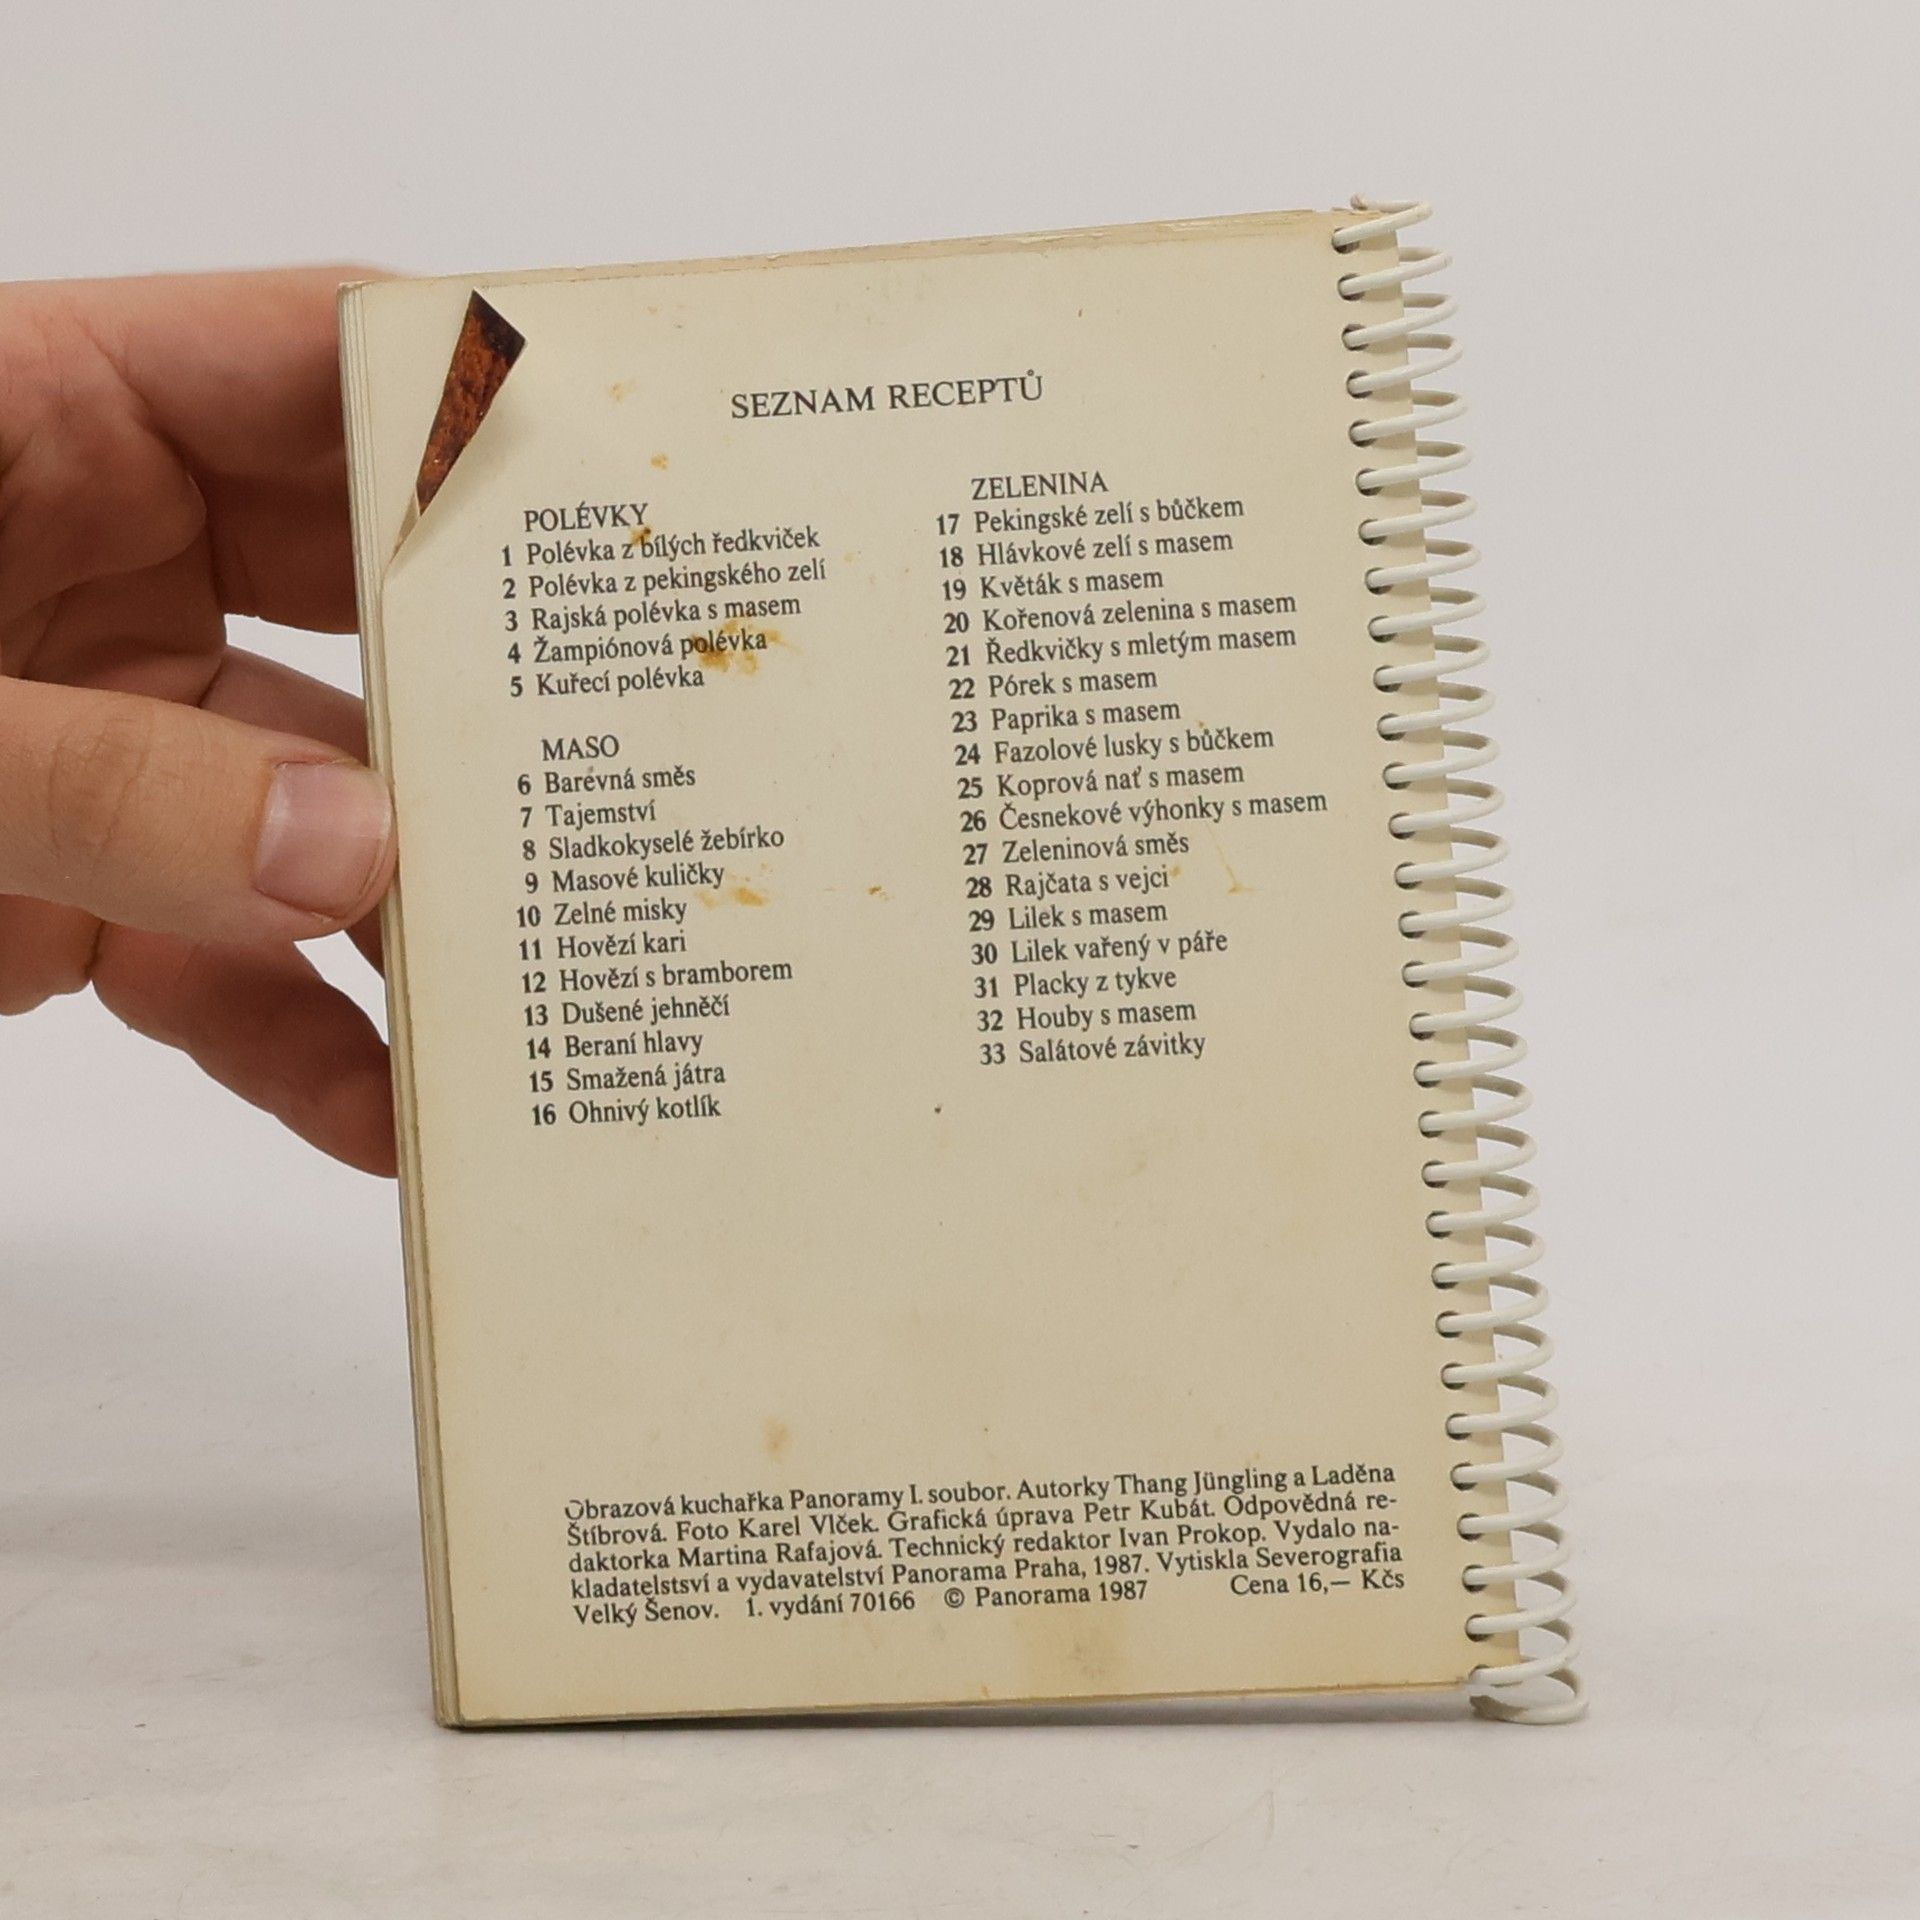 SEZNAM RECEPTŮ
POLÉVKY
1 Polévka z bílých ředkviček
2 Polévka z pekingského zelí
3 Rajská polévka s masem
4 Žampiónová polévka
5 Kuřecí polévka
MASO
6 Barevná směs
7 Tajemství
8 Sladkokyselé žebírko
9 Masové kuličky
10 Zelné misky
11 Hovězí kari
12 Hovězí s bramborem
13 Dušené jehněčí
14 Beraní hlavy
15 Smažená játra
16 Ohnivý kotlík
ZELENINA
17 Pekingské zelí s bůčkem
18 Hlávkové zelí s masem
19 Květák s masem
20 Kořenová zelenina s masem
21 Ředkvičky s mletým masem
22 Pórek s masem
23 Paprika s masem
24 Fazolové lusky s bůčkem
25 Koprová nať s masem
26 Česnekové výhonky s masem
27 Zeleninová směs
28 Rajčata s vejci
29 Lilek s masem
30 Lilek vařený v páře
31 Placky z tykve
32 Houby s masem
33 Salátové závitky
Obrazová kuchařka Panoramy I. soubor. Autorky Thang Jüngling a Laděna
Štíbrová. Foto Karel Vlček. Grafická úprava Petr Kubát. Odpovědná re-
daktorka Martina Rafajová. Technický redaktor Ivan Prokop. Vydalo na-
kladatelstsví a vydavatelství Panorama Praha, 1987. Vytiskla Severografia
Velký Šenov. 1. vydání 70166 © Panorama 1987 Cena 16,— Kčs